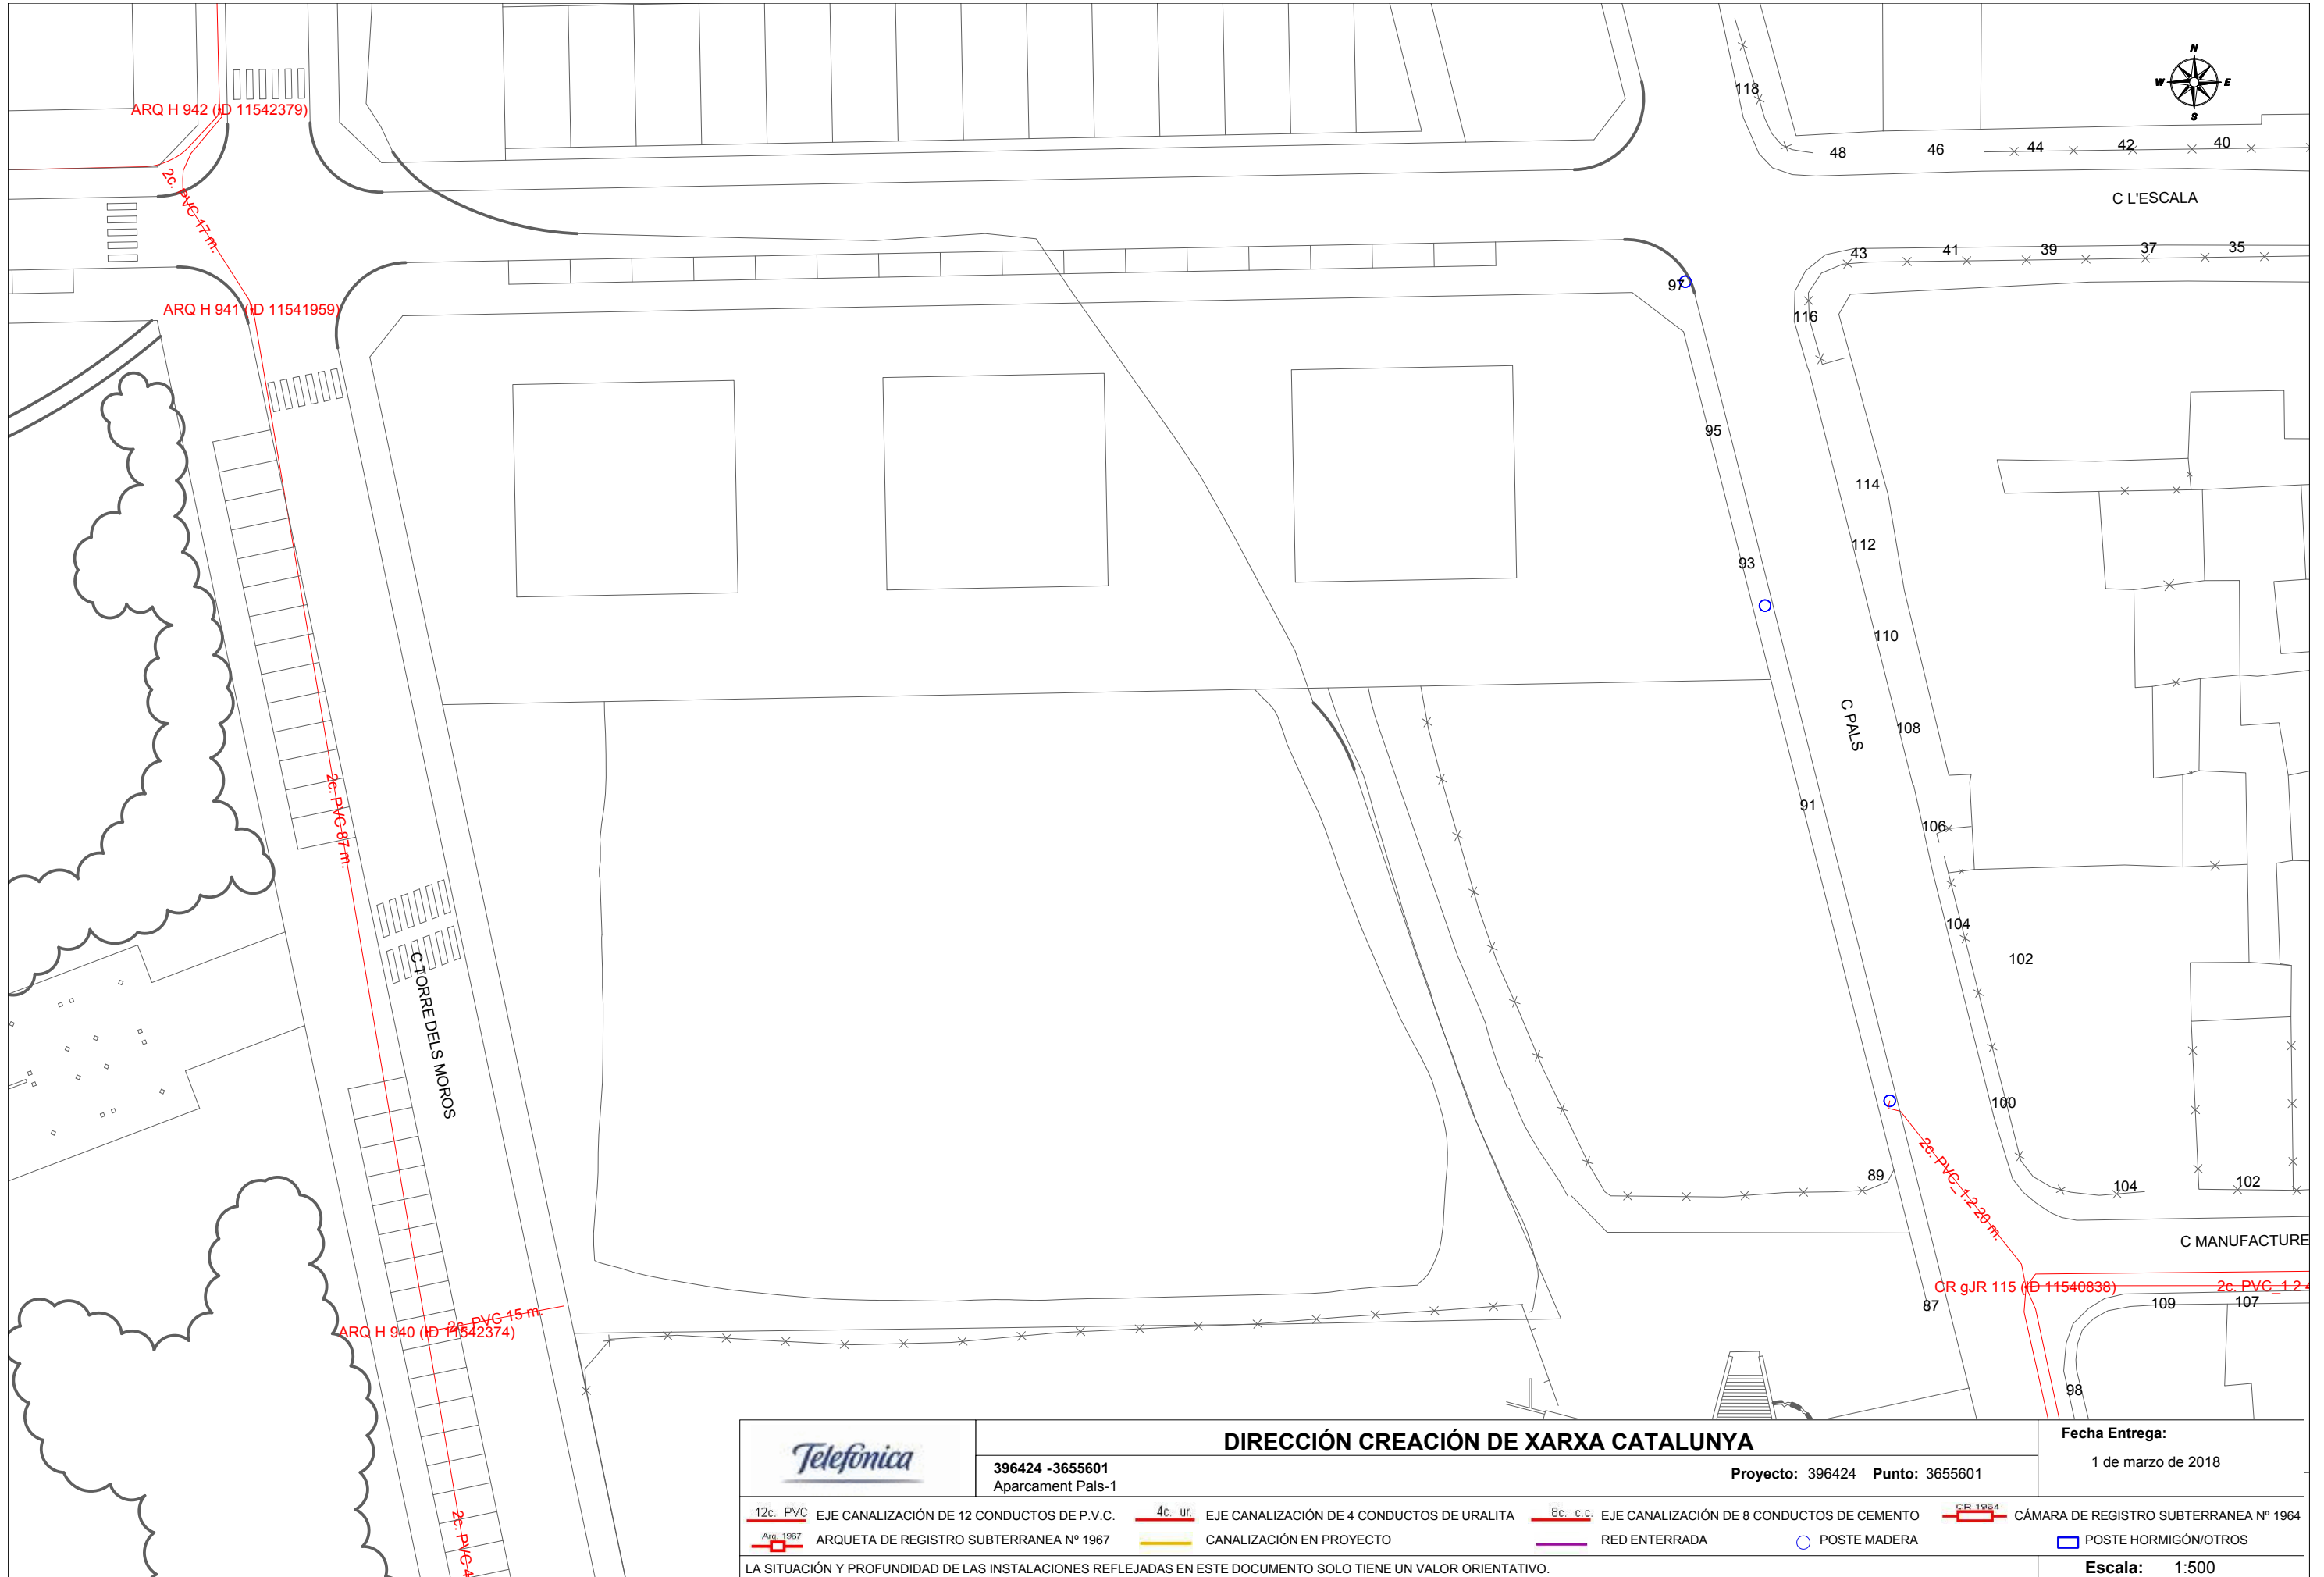 N
W E
S
ARQ H 942 (ID 11542379)
118
48
46
44
42
40
2c. PVC 17 m.
C L'ESCALA
43
41
39
37
35
97
ARQ H 941 (ID 11541959)
116
95
114
112
93
110
C PALS
108
2c. PVC 87 m.
91
106
104
102
C TORRE DELS MOROS
100
2c. PVC_1.2 20 m.
89
104
102
C MANUFACTURE
CR gJR 115 (ID 11540838)
2c. PVC_1.2 4
87
109
107
2c. PVC 15 m.
ARQ H 940 (ID 11542374)
98
2c. PVC 4
Telefónica
DIRECCIÓN CREACIÓN DE XARXA CATALUNYA
Fecha Entrega:
1 de marzo de 2018
396424 -3655601
Aparcament Pals-1
Proyecto: 396424 Punto: 3655601
12c. PVC EJE CANALIZACIÓN DE 12 CONDUCTOS DE P.V.C.
4c. ur. EJE CANALIZACIÓN DE 4 CONDUCTOS DE URALITA
8c. c.c. EJE CANALIZACIÓN DE 8 CONDUCTOS DE CEMENTO
CR 1964 CÁMARA DE REGISTRO SUBTERRANEA Nº 1964
Arq. 1967 ARQUETA DE REGISTRO SUBTERRANEA Nº 1967
CANALIZACIÓN EN PROYECTO
RED ENTERRADA
POSTE MADERA
POSTE HORMIGÓN/OTROS
LA SITUACIÓN Y PROFUNDIDAD DE LAS INSTALACIONES REFLEJADAS EN ESTE DOCUMENTO SOLO TIENE UN VALOR ORIENTATIVO.
Escala: 1:500